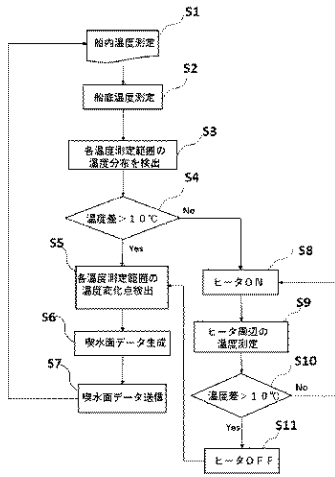 S1
船内温度測定
S2
船底温度測定
S3
各温度測定範囲の
温度分布を検出
S4
温度差＞１０℃
No
Yes
S5
各温度測定範囲の
温度変化点検出
S6
喫水面データ生成
S7
喫水面データ送信
S8
ヒータＯＮ
S9
ヒータ周辺の
温度測定
S10
温度差＞１０℃
No
Yes
S11
ヒータＯＦＦ